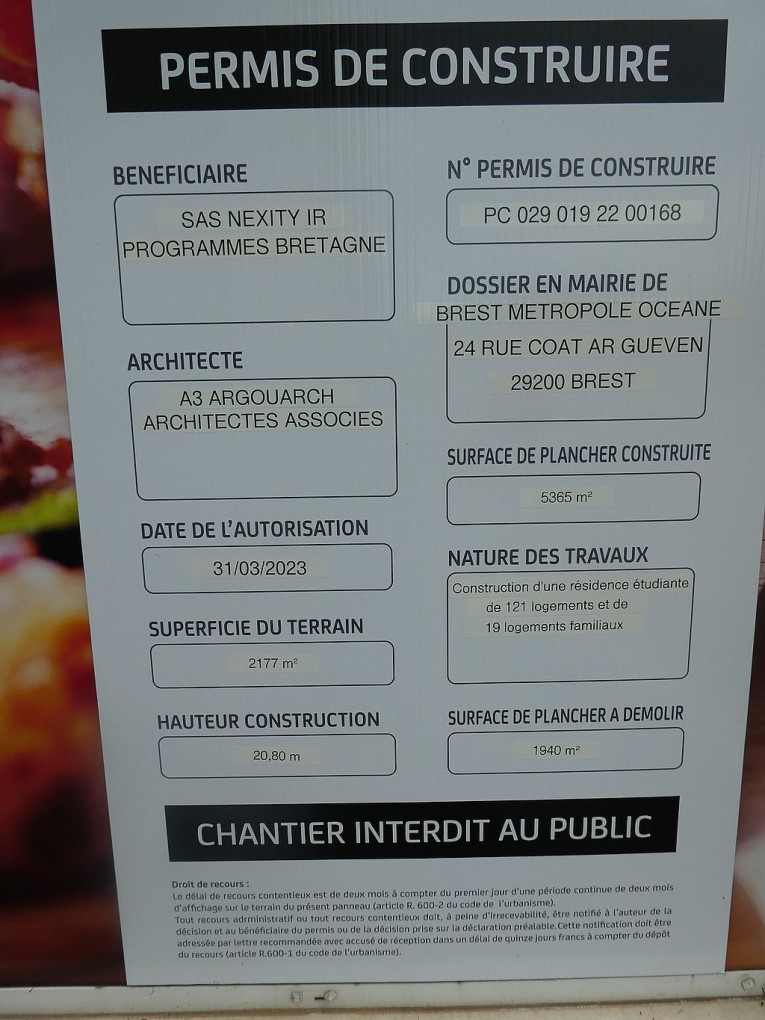 PERMIS DE CONSTRUIRE
BENEFICIAIRE
SAS NEXITY IR
PROGRAMMES BRETAGNE
ARCHITECTE
A3 ARGOUARCH
ARCHITECTES ASSOCIES
DATE DE L'AUTORISATION
31/03/2023
SUPERFICIE DU TERRAIN
2177 m²
HAUTEUR CONSTRUCTION
20,80 m
N° PERMIS DE CONSTRUIRE
PC 029 019 22 00168
DOSSIER EN MAIRIE DE
BREST METROPOLE OCEANE
24 RUE COAT AR GUEVEN
29200 BREST
SURFACE DE PLANCHER CONSTRUITE
5365 m²
NATURE DES TRAVAUX
Construction d'une résidence étudiante
de 121 logements et de
19 logements familiaux
SURFACE DE PLANCHER A DEMOLIR
1940 m²
CHANTIER INTERDIT AU PUBLIC
Droit de recours :
Le délai de recours contentieux est de deux mois à compter du premier jour d'une période continue de deux mois
d'affichage sur le terrain du présent panneau (article R. 600-2 du code de l'urbanisme).
Tout recours adrministratif ou tout recours contentieux doit, à peine d'irrecevabilité, être notifié à l'auteur de la
décision et au bénéficiaire du permis ou de la décision prise sur la déclaration préalable.Cette notification doit être
adressée par lettre recommandée avec accusé de réception dans un délai de quinze jours francs à compter du dépôt
du recours (article R.600-1 du code de l'urbanisme).